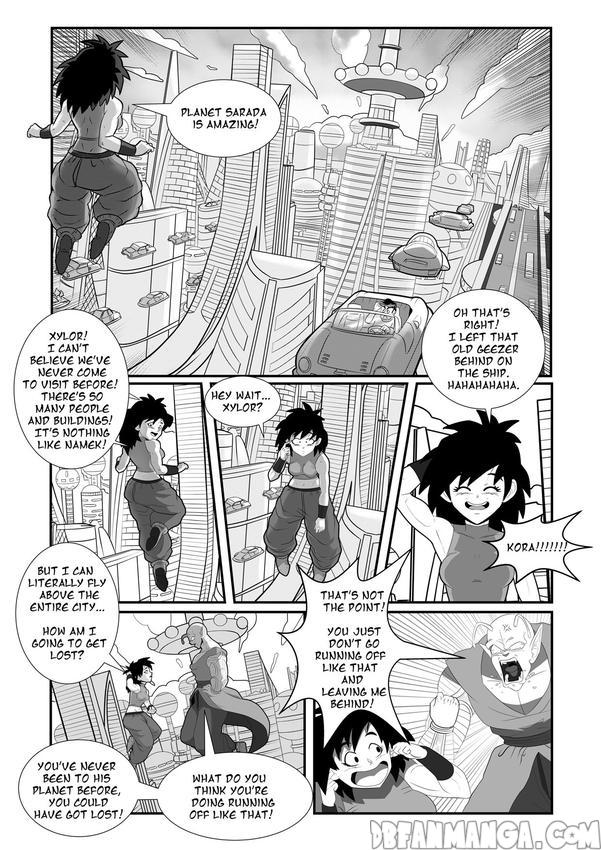 PLANET SARADA
IS AMAZING!
XYLOR!
I CAN'T
BELIEVE WE'VE
NEVER COME
TO VISIT BEFORE!
THERE'S SO
MANY PEOPLE
AND BUILDINGS!
IT'S NOTHING
LIKE NAMEK!
HEY WAIT...
XYLOR?
OH THAT'S
RIGHT!
I LEFT THAT
OLD GEEZER
BEHIND ON
THE SHIP.
HAHAHAHAHA.
KORA!!!!!!!
WHAT DO YOU
THINK YOU'RE
DOING RUNNING
OFF LIKE THAT!
YOU'VE NEVER
BEEN TO HIS
PLANET BEFORE,
YOU COULD
HAVE GOT LOST!
BUT I CAN
LITERALLY FLY
ABOVE THE
ENTIRE CITY...
HOW AM I
GOING TO GET
LOST?
THAT'S NOT
THE POINT!
YOU JUST
DON'T GO
RUNNING OFF
LIKE THAT
AND
LEAVING ME
BEHIND!
DBFANMANGA.COM